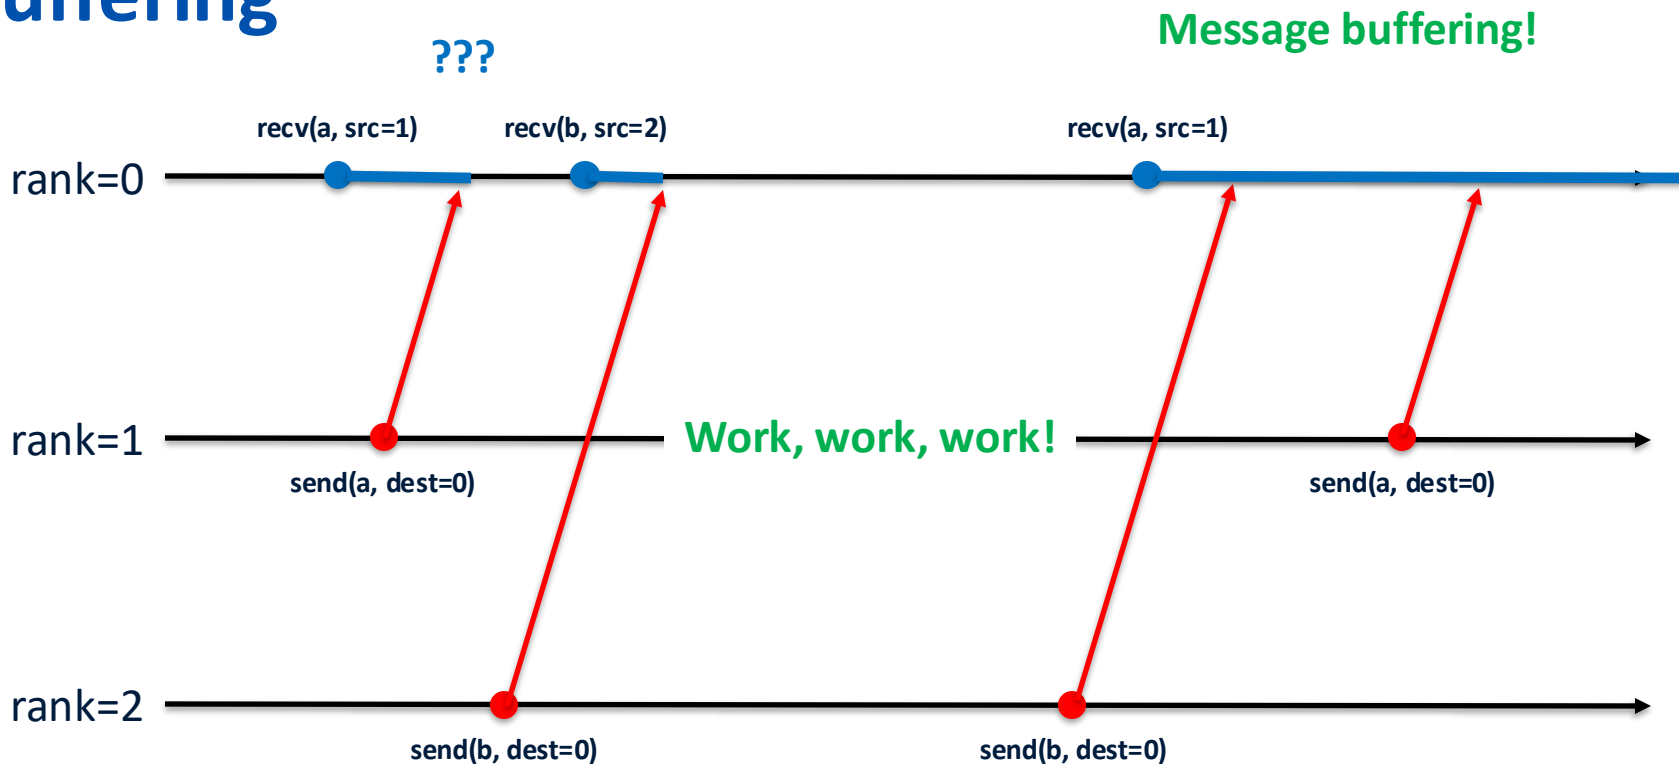 uffering
Message buffering!
???
recv(a, src=1)
recv(b, src=2)
recv(a, src=1)
rank=0
rank=1
Work, work, work!
send(a, dest=0)
send(a, dest=0)
rank=2
send(b, dest=0)
send(b, dest=0)